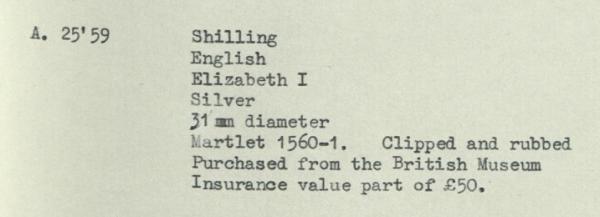 A. 25'59 Shilling
English
Elizabeth I
Silver
31 mm diameter
Martlet 1560-1. Clipped and rubbed
Purchased from the British Museum
Insurance value part of £50.